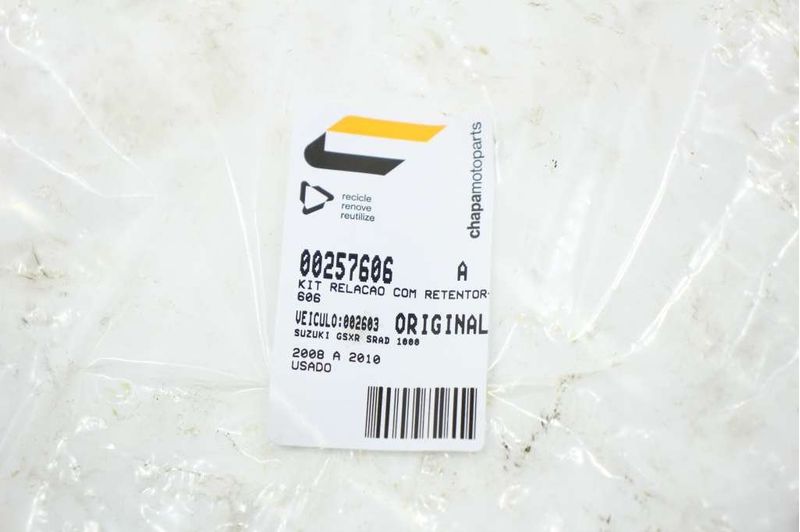 chapamotoparts
recicle
renove
reutilize
00257606 A
KIT RELACAO COM RETENTOR-
606
VEICULO:002603 ORIGINAL
SUZUKI GSXR SRAD 1000
2008 A 2010
USADO